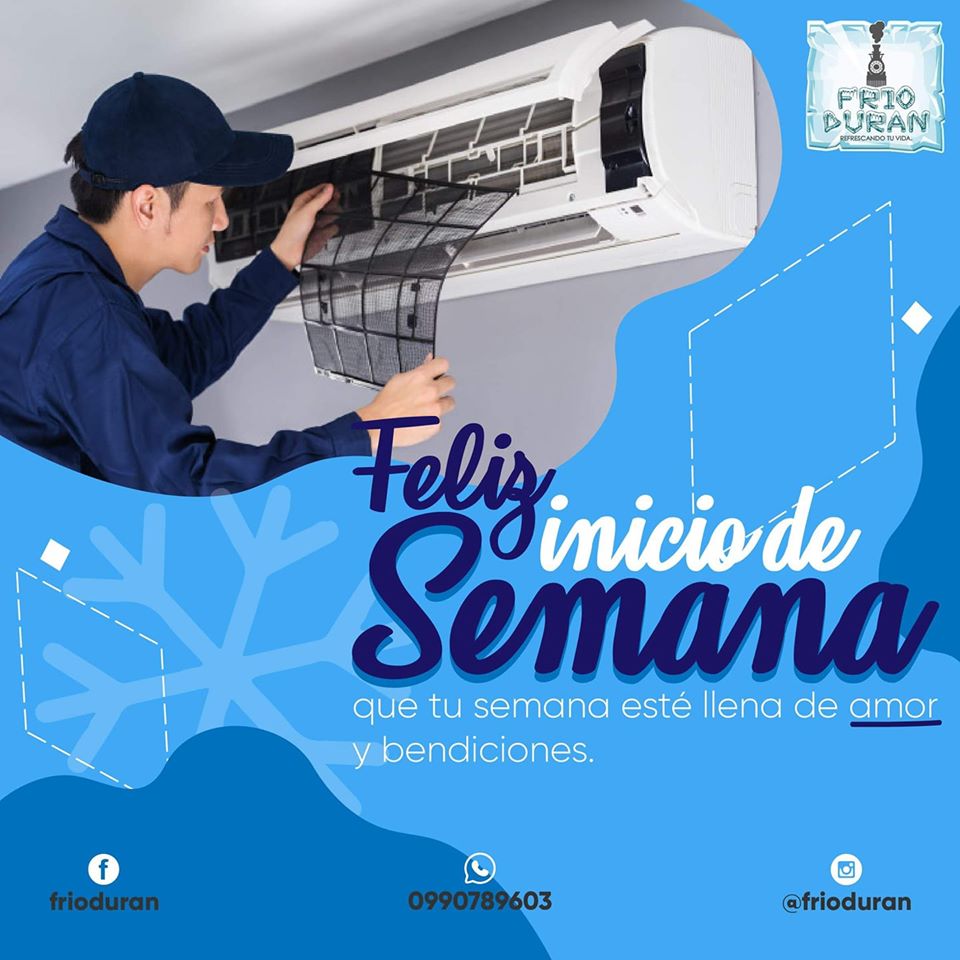 FRIO
DURAN
REFRESCANDO TU VIDA.
Feliz
inicio de
Semana
que tu semana esté llena de amor
y bendiciones.
frioduran
0990789603
@frioduran